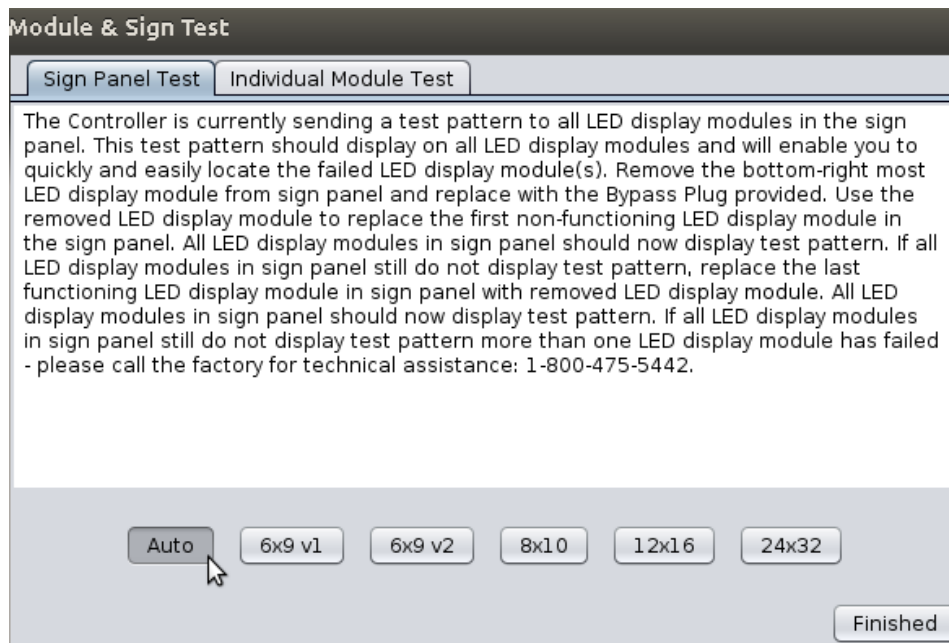 Module & Sign Test
Sign Panel Test
Individual Module Test
The Controller is currently sending a test pattern to all LED display modules in the sign
panel. This test pattern should display on all LED display modules and will enable you to
quickly and easily locate the failed LED display module(s). Remove the bottom-right most
LED display module from sign panel and replace with the Bypass Plug provided. Use the
removed LED display module to replace the first non-functioning LED display module in
the sign panel. All LED display modules in sign panel should now display test pattern. If all
LED display modules in sign panel still do not display test pattern, replace the last
functioning LED display module in sign panel with removed LED display module. All LED
display modules in sign panel should now display test pattern. If all LED display modules
in sign panel still do not display test pattern more than one LED display module has failed
- please call the factory for technical assistance: 1-800-475-5442.
Auto
6x9 v1
6x9 v2
8x10
12x16
24x32
Finished